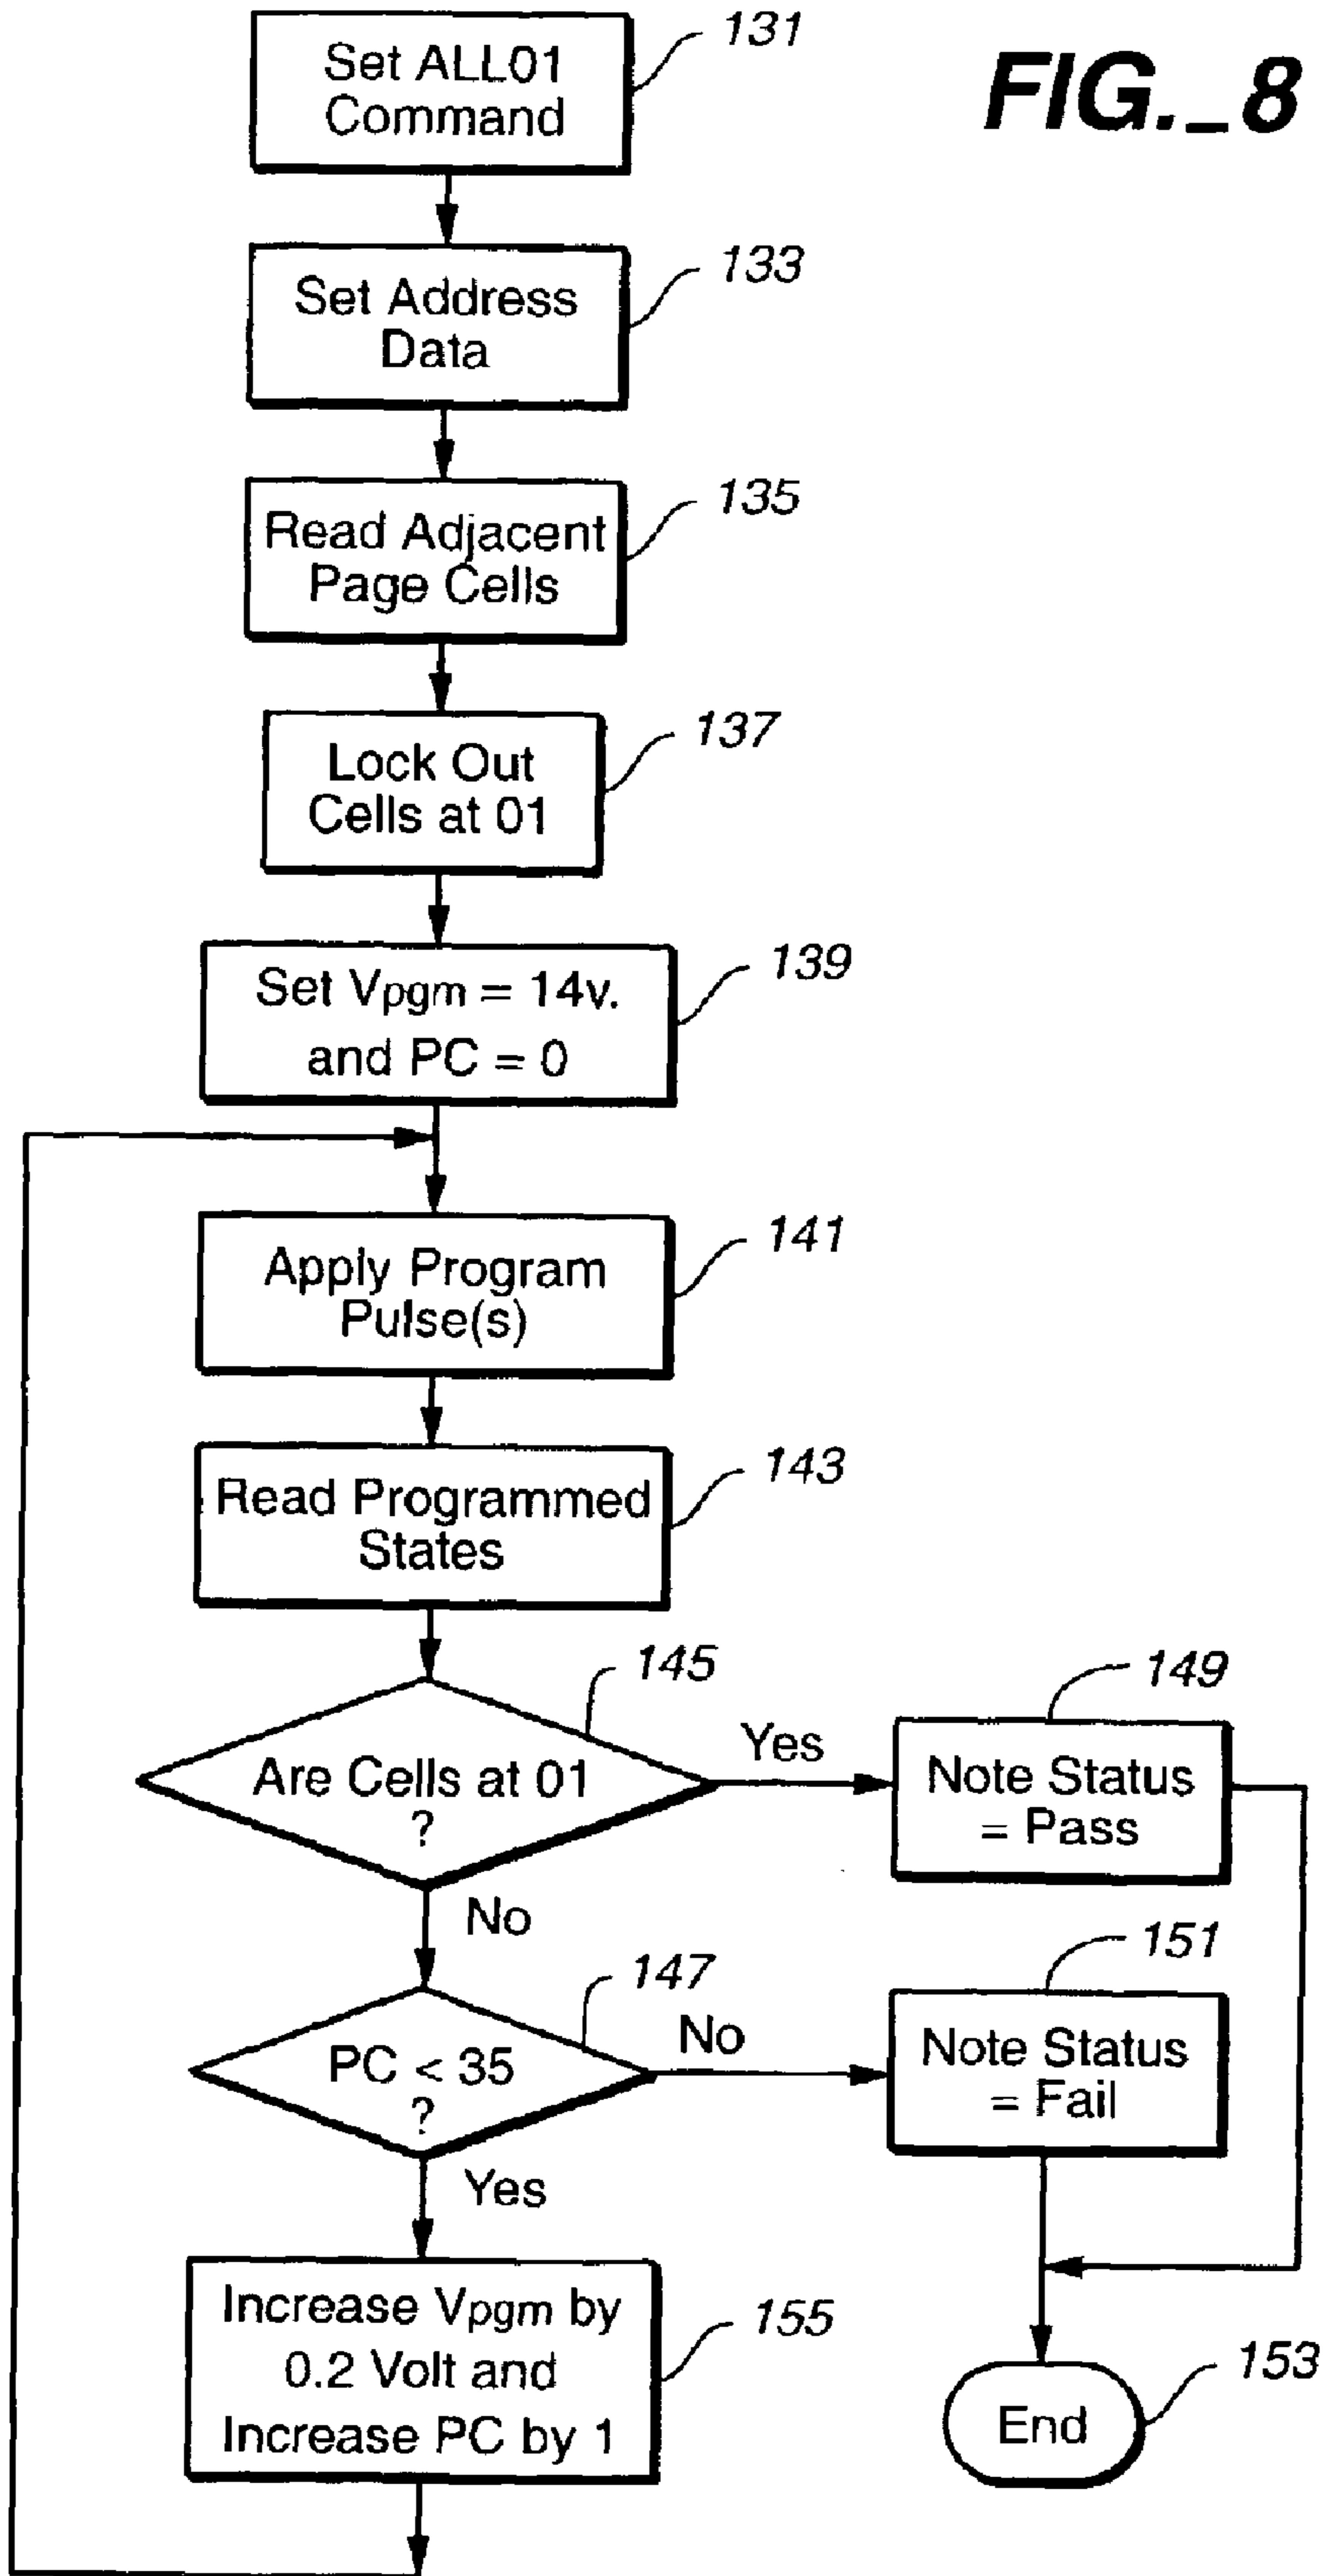 FIG._8
Set ALL01
Command
131
Set Address
Data
133
Read Adjacent
Page Cells
135
Lock Out
Cells at 01
137
Set Vpgm = 14v.
and PC = 0
139
Apply Program
Pulse(s)
141
Read Programmed
States
143
Are Cells at 01
?
145
Yes
Note Status
= Pass
149
No
PC < 35
?
147
No
Note Status
= Fail
151
Yes
Increase Vpgm by
0.2 Volt and
Increase PC by 1
155
End
153